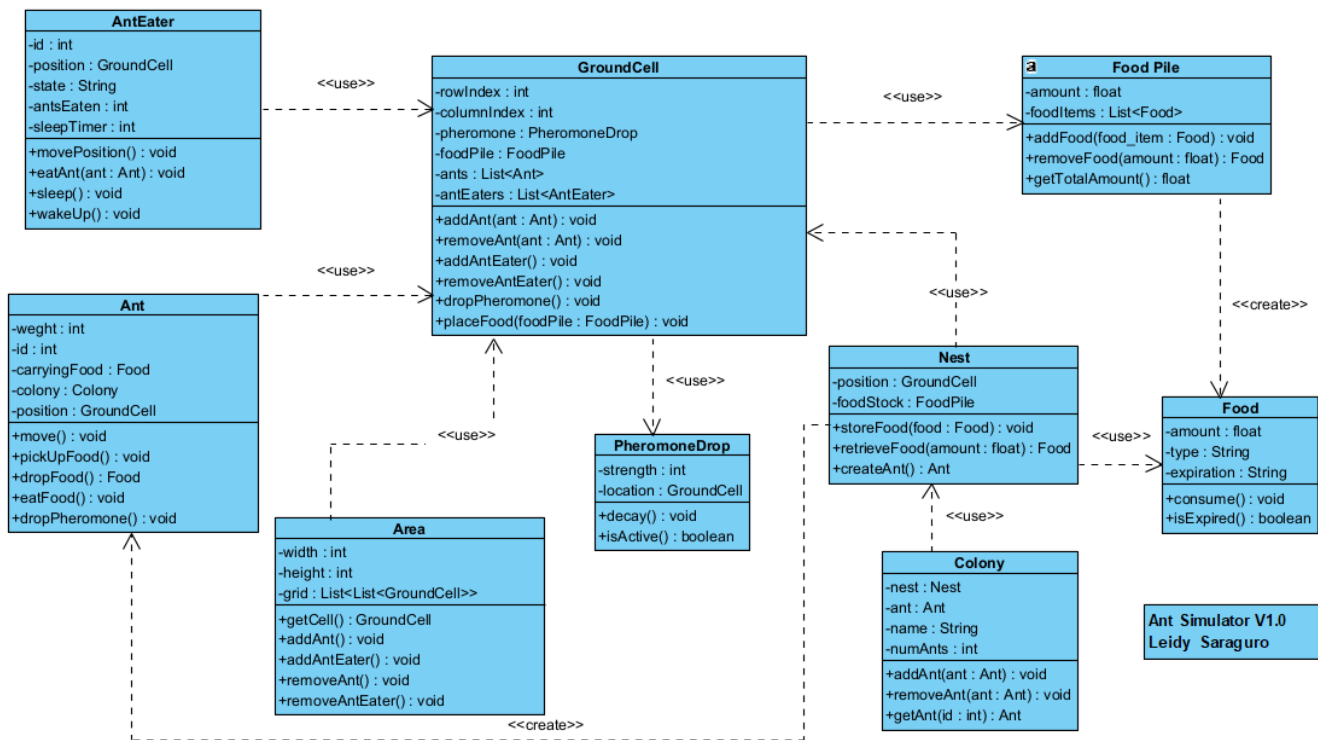 AntEater
-id : int
-position : GroundCell
-state : String
-antsEaten : int
-sleepTimer : int
+movePosition() : void
+eatAnt(ant : Ant) : void
+sleep() : void
+wakeUp() : void
<<use>>
GroundCell
-rowIndex : int
-columnIndex : int
-pheromone : PheromoneDrop
-foodPile : FoodPile
-ants : List<Ant>
-antEaters : List<AntEater>
+addAnt(ant : Ant) : void
+removeAnt(ant : Ant) : void
+addAntEater() : void
+removeAntEater() : void
+dropPheromone() : void
+placeFood(foodPile : FoodPile) : void
<<use>>
a
Food Pile
-amount : float
-foodItems : List<Food>
+addFood(food_item : Food) : void
+removeFood(amount : float) : Food
+getTotalAmount() : float
<<use>>
<<use>>
<<create>>
Ant
-weght : int
-id : int
-carryingFood : Food
-colony : Colony
-position : GroundCell
+move() : void
+pickUpFood() : void
+dropFood() : Food
+eatFood() : void
+dropPheromone() : void
<<use>>
<<use>>
Nest
-position : GroundCell
-foodStock : FoodPile
+storeFood(food : Food) : void
+retrieveFood(amount : float) : Food
+createAnt() : Ant
<<use>>
Food
-amount : float
-type : String
-expiration : String
+consume() : void
+isExpired() : boolean
PheromoneDrop
-strength : int
-location : GroundCell
+decay() : void
+isActive() : boolean
<<use>>
Area
-width : int
-height : int
-grid : List<List<GroundCell>>
+getCell() : GroundCell
+addAnt() : void
+addAntEater() : void
+removeAnt() : void
+removeAntEater() : void
Colony
-nest : Nest
-ant : Ant
-name : String
-numAnts : int
+addAnt(ant : Ant) : void
+removeAnt(ant : Ant) : void
+getAnt(id : int) : Ant
Ant Simulator V1.0
Leidy Saraguro
<<create>>